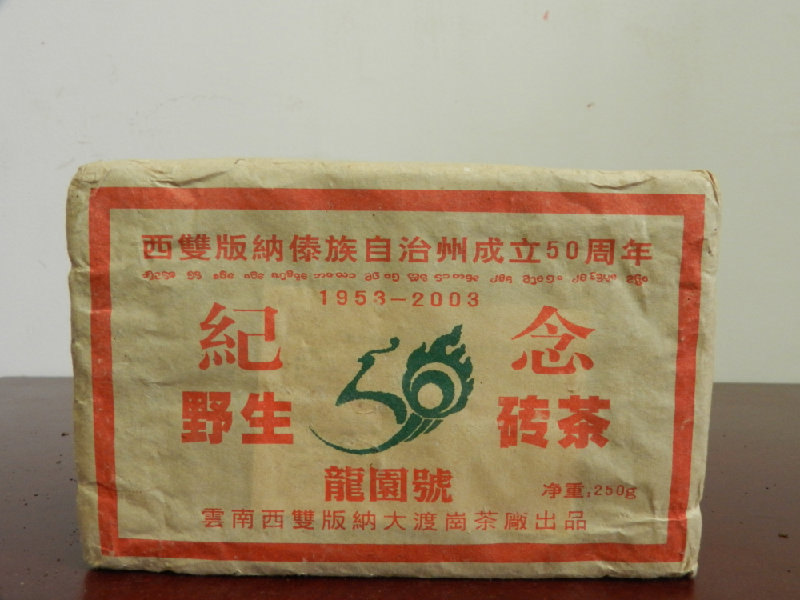 西雙版納傣族自治州成立50周年
1953-2003
紀念
50
野生 砖茶
龍園號
净重,250g
雲南西雙版納大渡崗茶廠出品